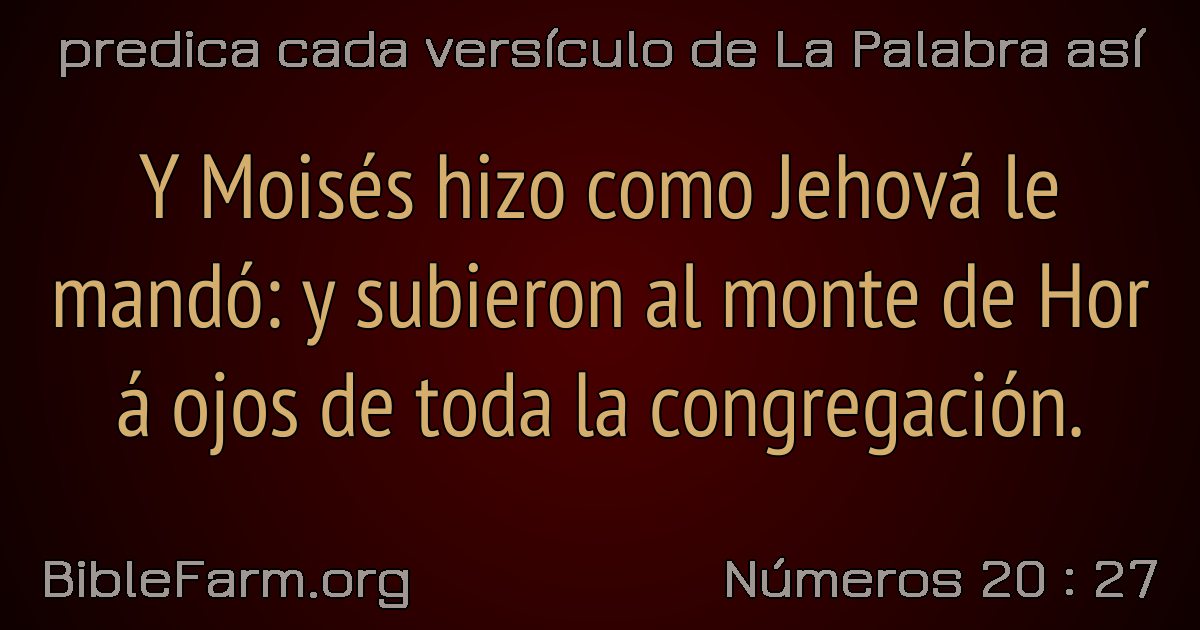 predica cada versículo de La Palabra así
Y Moisés hizo como Jehová le
mandó: y subieron al monte de Hor
á ojos de toda la congregación.
BibleFarm.org
Números 20 : 27